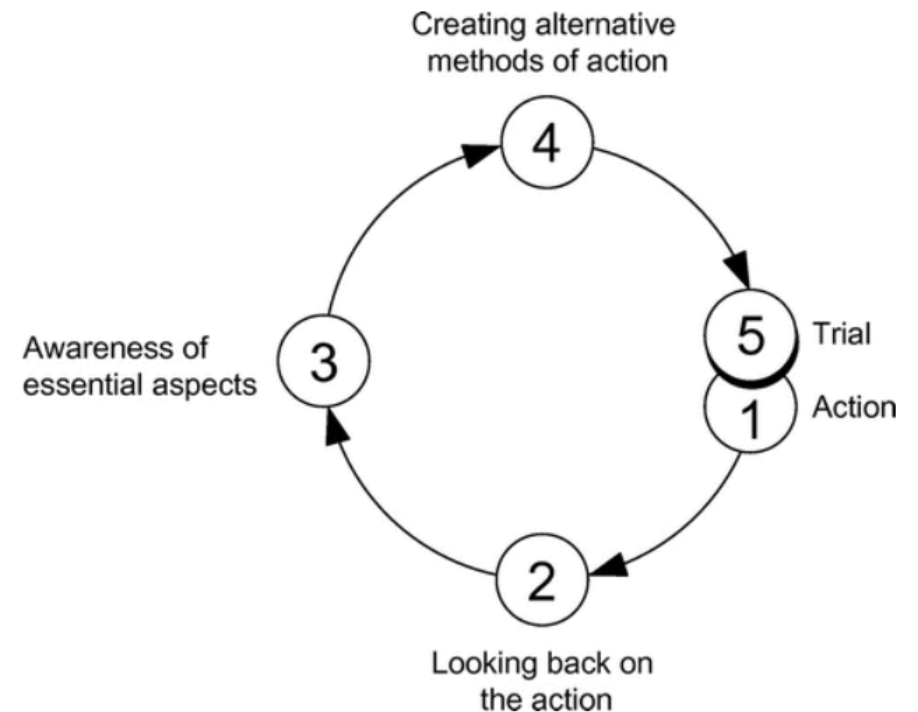 Creating alternative
methods of action
4
5
Trial
Awareness of
essential aspects
3
1
Action
2
Looking back on
the action